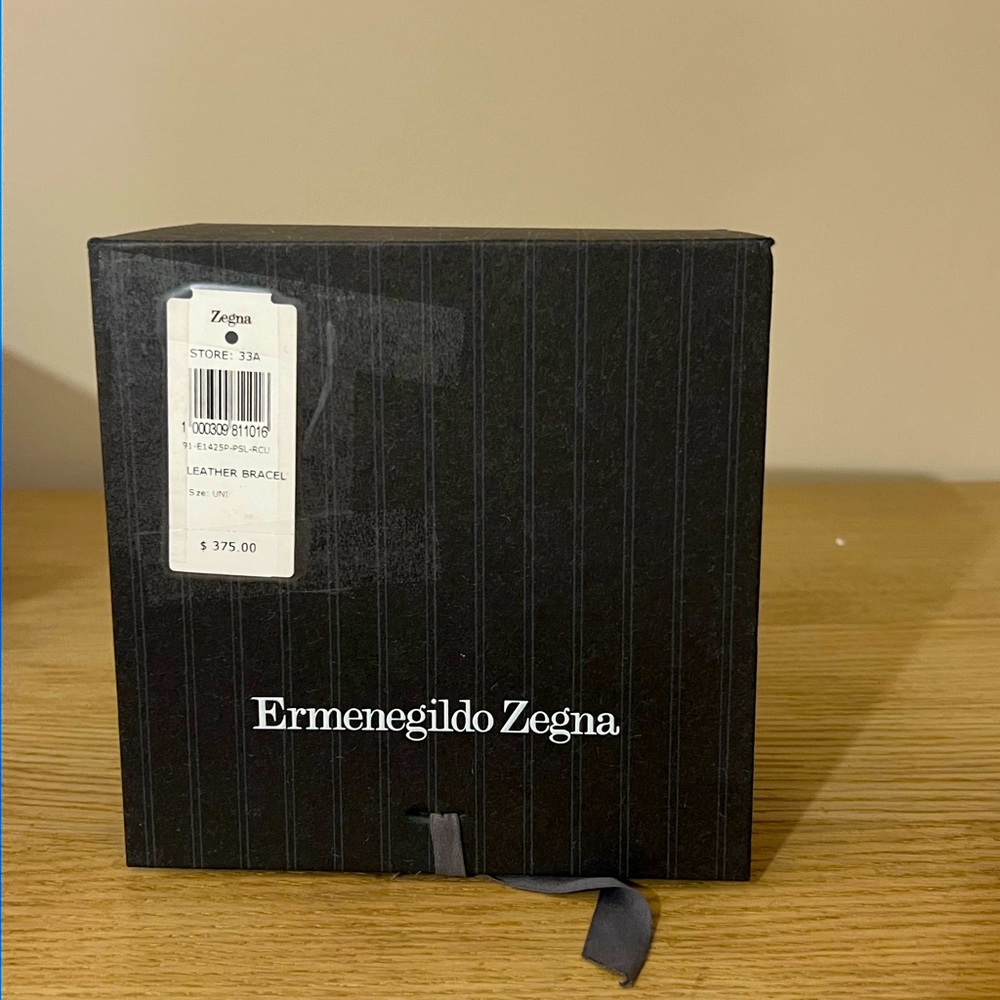 Zegna
STORE: 33A
1 000309 811016
91-E1425P-PSL-RCU
LEATHER BRACEL
Size: UNI
$ 375.00
Ermenegildo Zegna